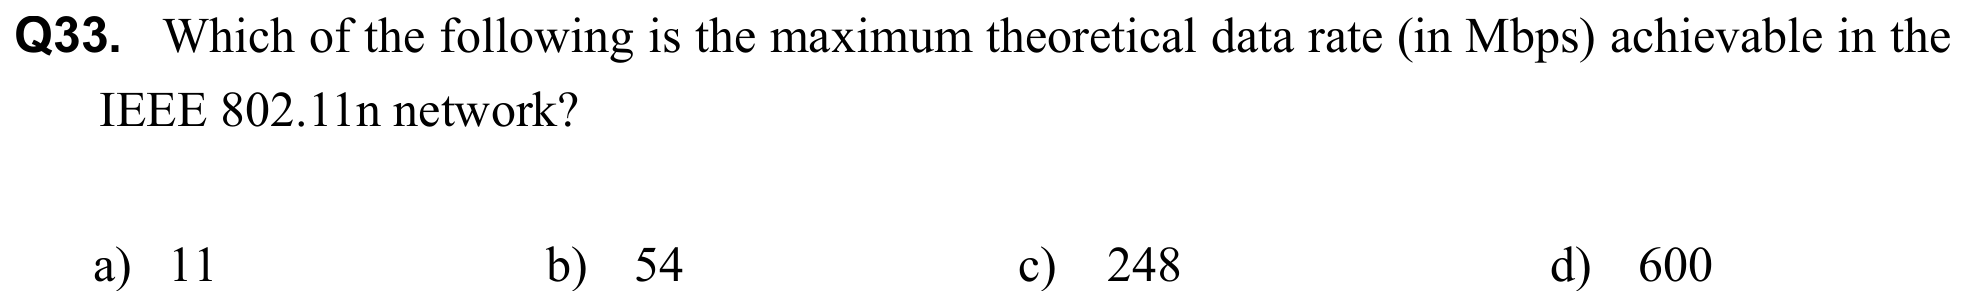 Q33. Which of the following is the maximum theoretical data rate (in Mbps) achievable in the
IEEE 802.11n network?
a) 11 b) 54 c) 248 d) 600